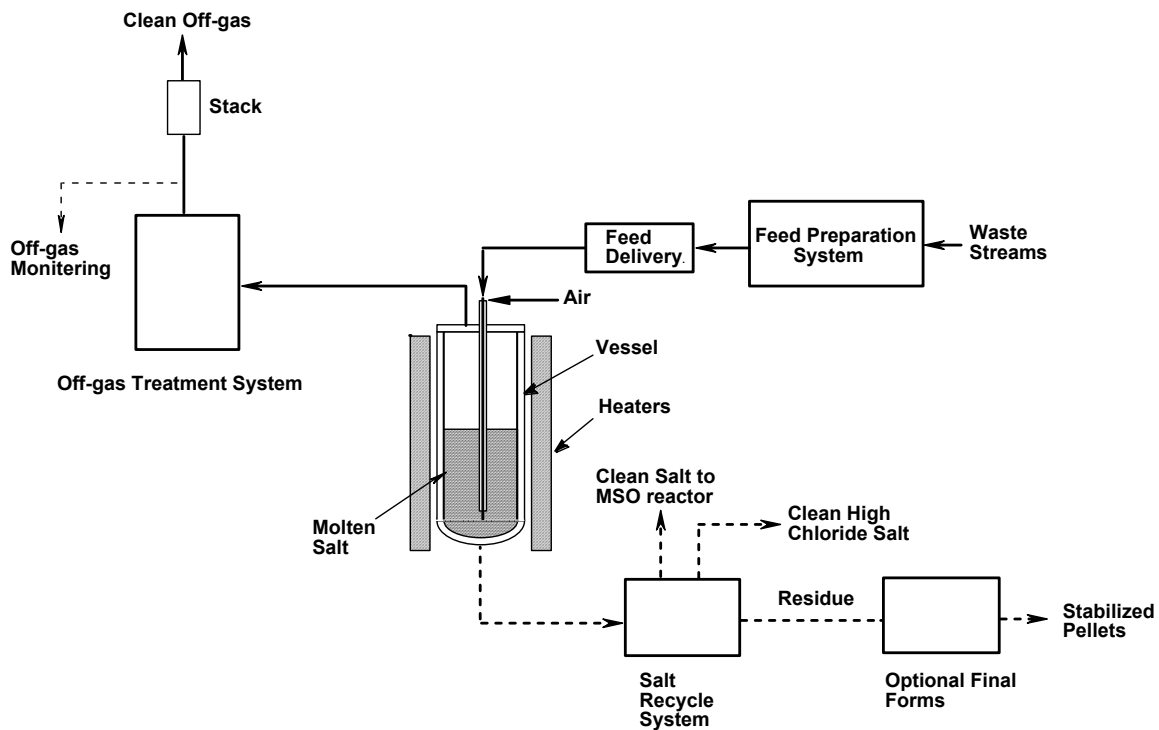 Clean Off-gas
Stack
Off-gas
Monitering
Off-gas Treatment System
Feed
Delivery.
Feed Preparation
System
Waste
Streams
Air
Vessel
Heaters
Molten
Salt
Clean Salt to
MSO reactor
Clean High
Chloride Salt
Residue
Stabilized
Pellets
Salt
Recycle
System
Optional Final
Forms